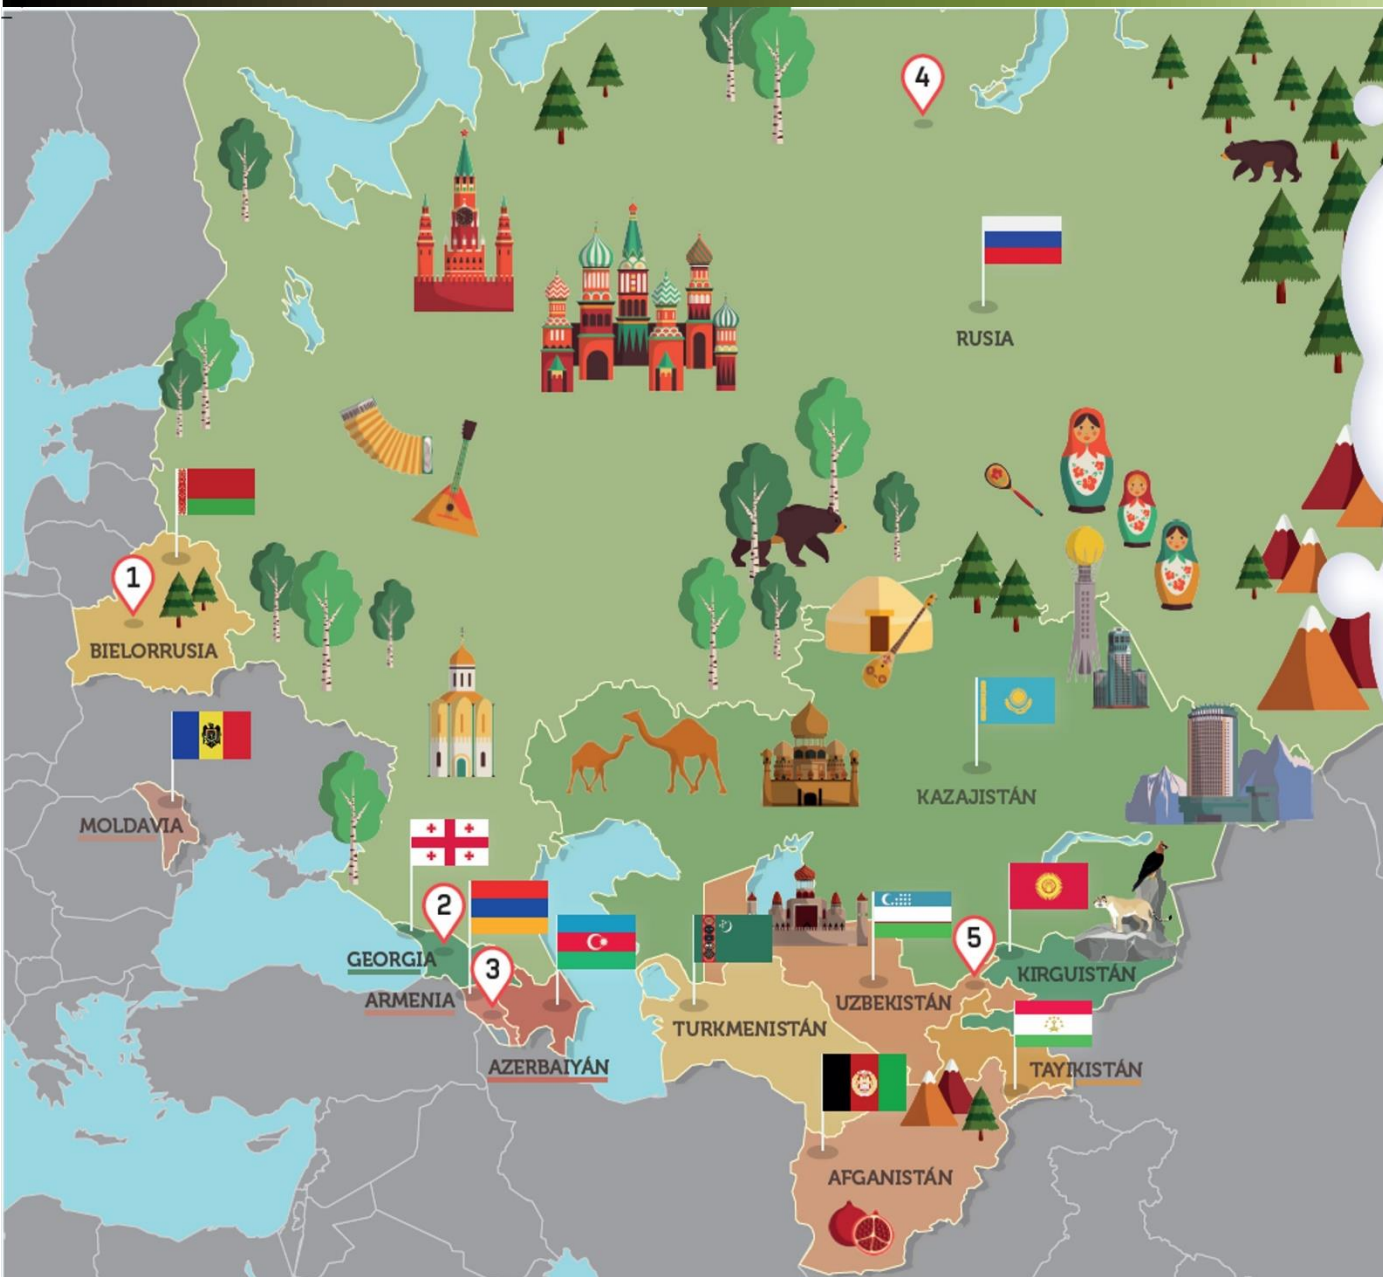 4
RUSIA
1
BIELORRUSIA
MOLDAVIA
KAZAJISTÁN
2
GEORGIA
3
5
KIRGUISTÁN
ARMENIA
UZBEKISTÁN
TURKMENISTÁN
AZERBAIYÁN
TAYIKISTÁN
AFGANISTÁN